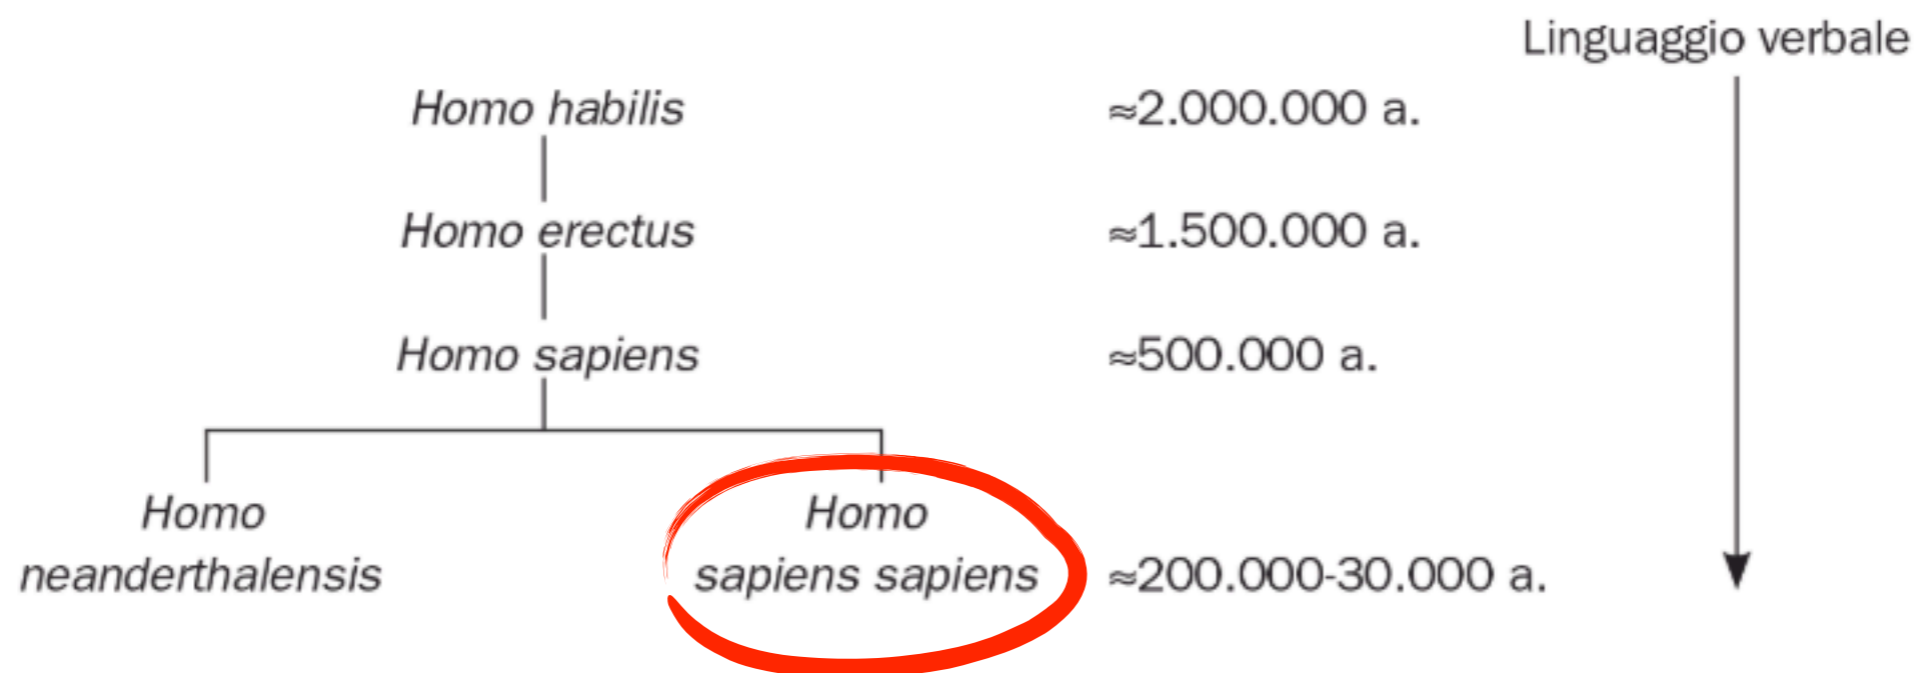 Linguaggio verbale
Homo habilis ≈2.000.000 a.
Homo erectus ≈1.500.000 a.
Homo sapiens ≈500.000 a.
Homo neanderthalensis
Homo sapiens sapiens
≈200.000-30.000 a.